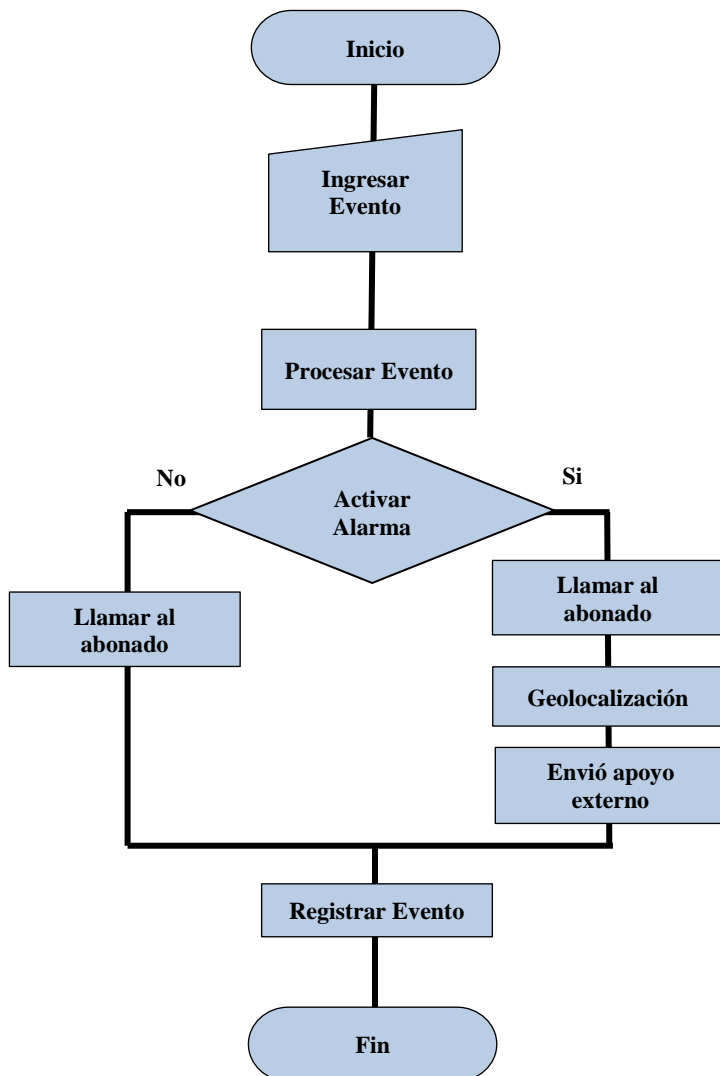 Inicio
Ingresar
Evento
Procesar Evento
No
Si
Activar
Alarma
Llamar al
abonado
Llamar al
abonado
Geolocalización
Envió apoyo
externo
Registrar Evento
Fin